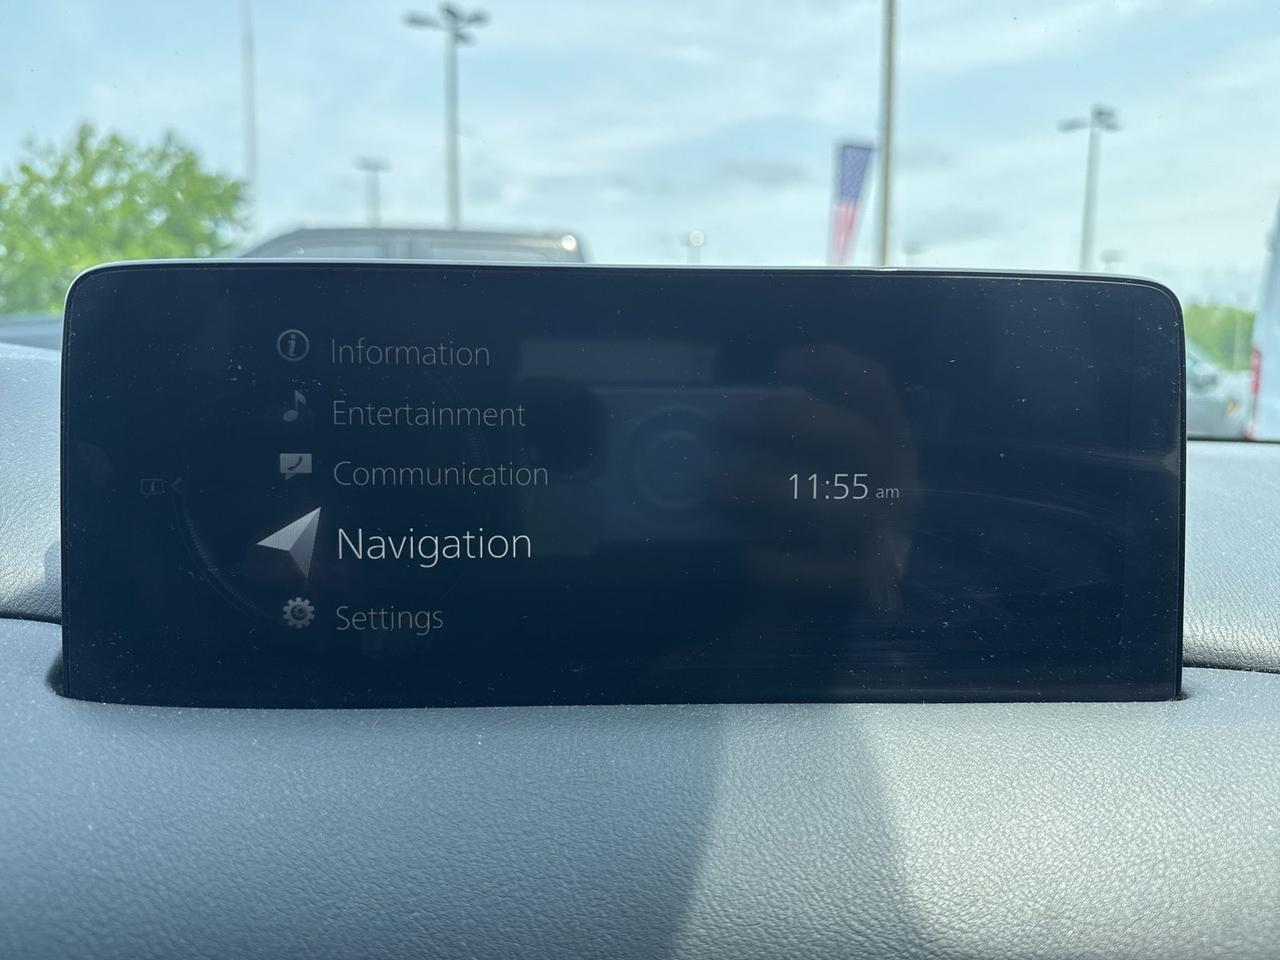 Information
Entertainment
Communication
11:55 am
Navigation
Settings